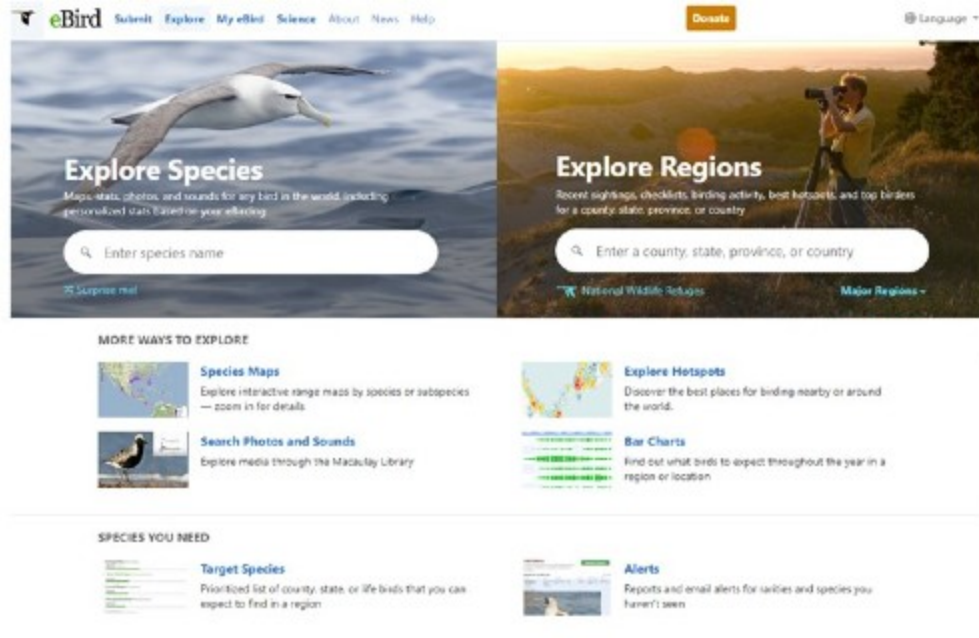 eBird Submit Explore My eBird Science About News Help Donate Language
Explore Species
Maps, stats, photos, and sounds for any bird in the world, including
personalized stats based on your eBirding
Enter species name
Surprise me!
Explore Regions
Recent sightings, checklists, birding activity, best hotspots, and top birders
for a county, state, province, or country
Enter a county, state, province, or country
National Wildlife Refuges
Major Regions
MORE WAYS TO EXPLORE
Species Maps
Explore interactive range maps by species or subspecies
— zoom in for details
Explore Hotspots
Discover the best places for birding nearby or around
the world.
Search Photos and Sounds
Explore media through the Macaulay Library
Bar Charts
Find out what birds to expect throughout the year in a
region or location
SPECIES YOU NEED
Target Species
Prioritized list of county, state, or life birds that you can
expect to find in a region
Alerts
Reports and email alerts for rarities and species you
haven't seen